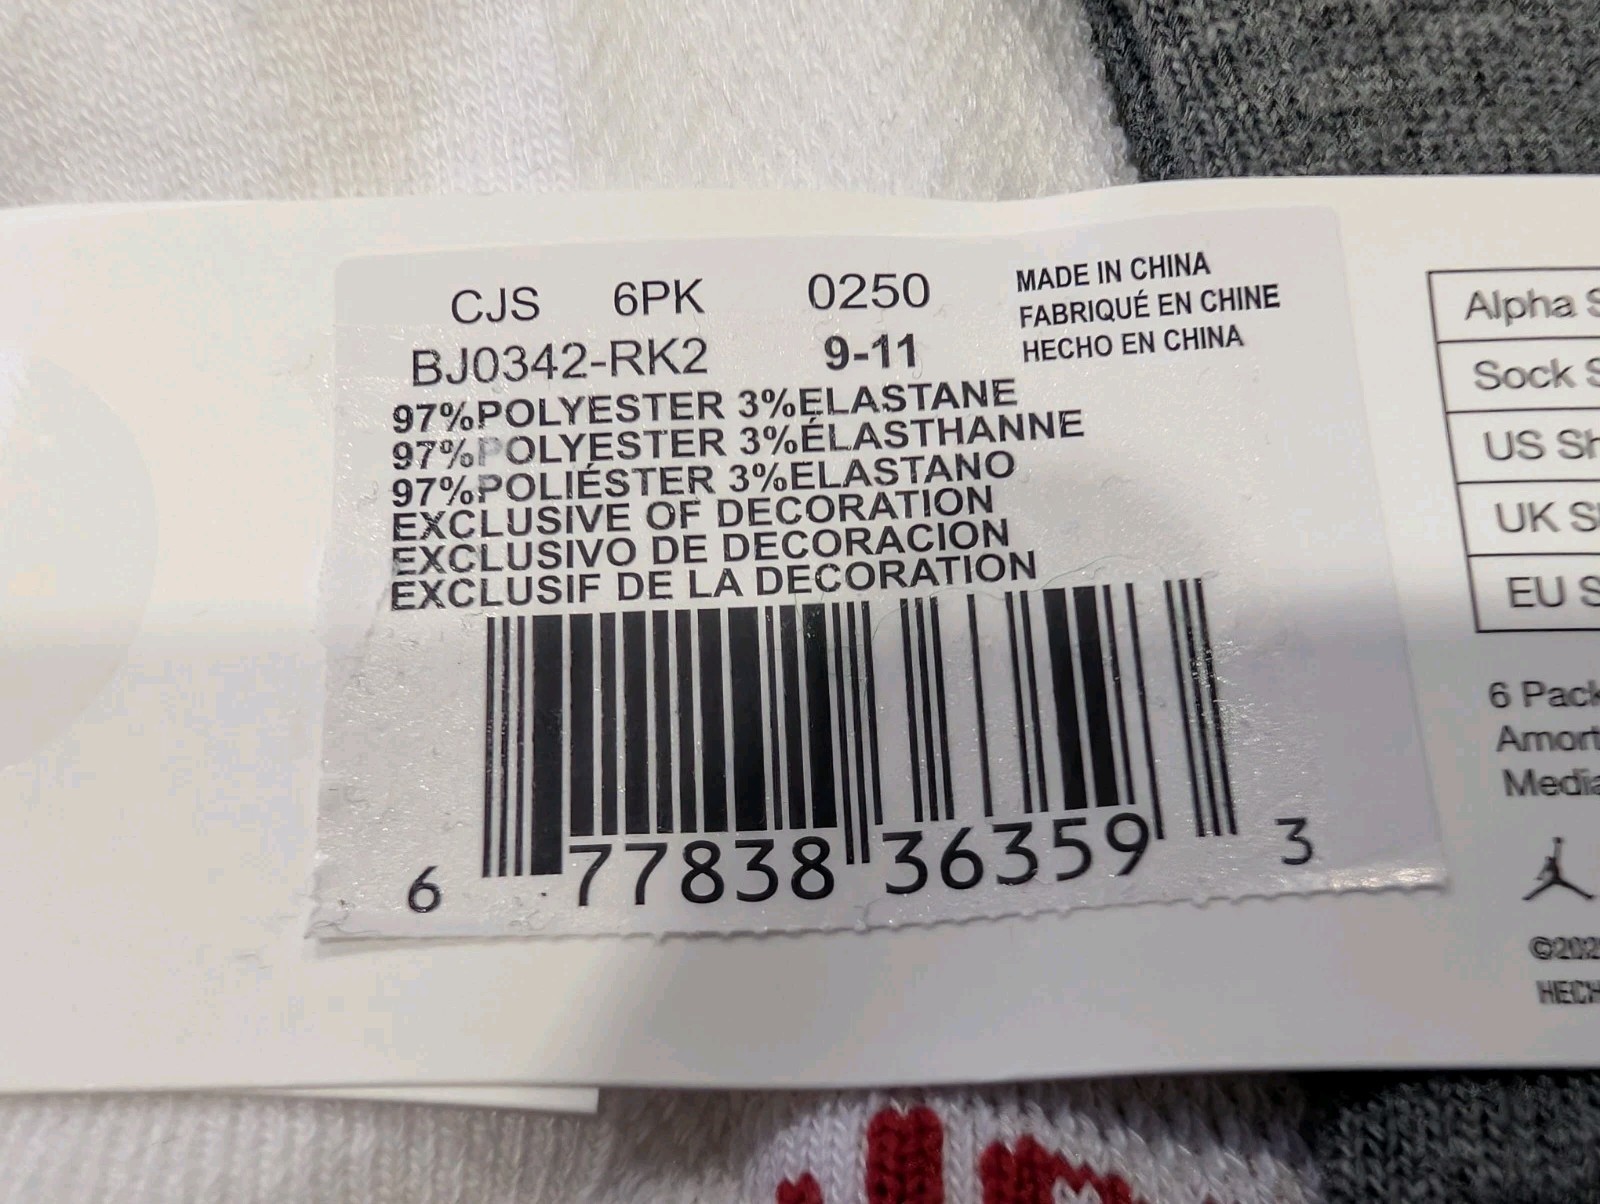 CJS 6PK 0250
BJ0342-RK2 9-11
MADE IN CHINA
FABRIQUÉ EN CHINE
HECHO EN CHINA
97%POLYESTER 3%ELASTANE
97%POLYESTER 3%ÉLASTHANNE
97%POLIÉSTER 3%ELASTANO
EXCLUSIVE OF DECORATION
EXCLUSIVO DE DECORACION
EXCLUSIF DE LA DECORATION
6 77838 36359 3
Alpha
Sock
US
UK
EU
6